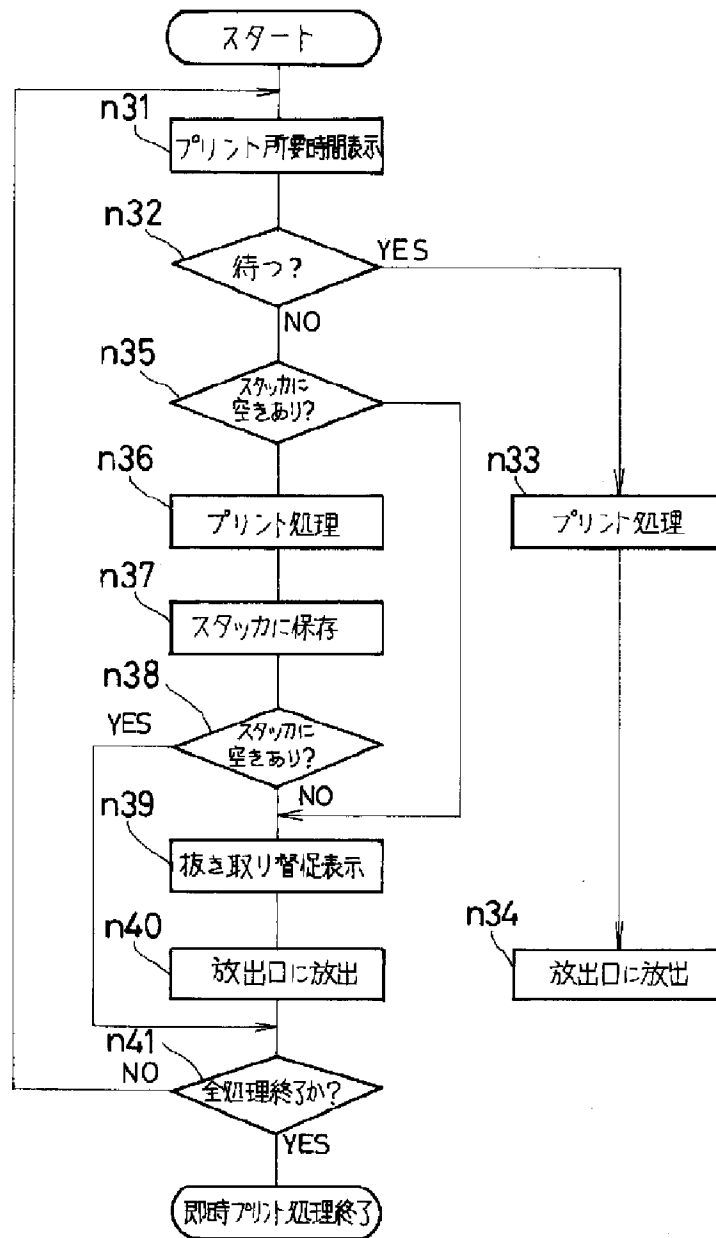 スタート
n31
プリント所要時間表示
n32
待つ?
YES
NO
n35
スタッカに
空きあり?
n36
プリント処理
n33
プリント処理
n37
スタッカに保存
n38
YES
スタッカに
空きあり?
NO
n39
抜き取り督促表示
n40
放出口に放出
n34
放出口に放出
n41
NO
全処理終了か?
YES
即時プリント処理終了